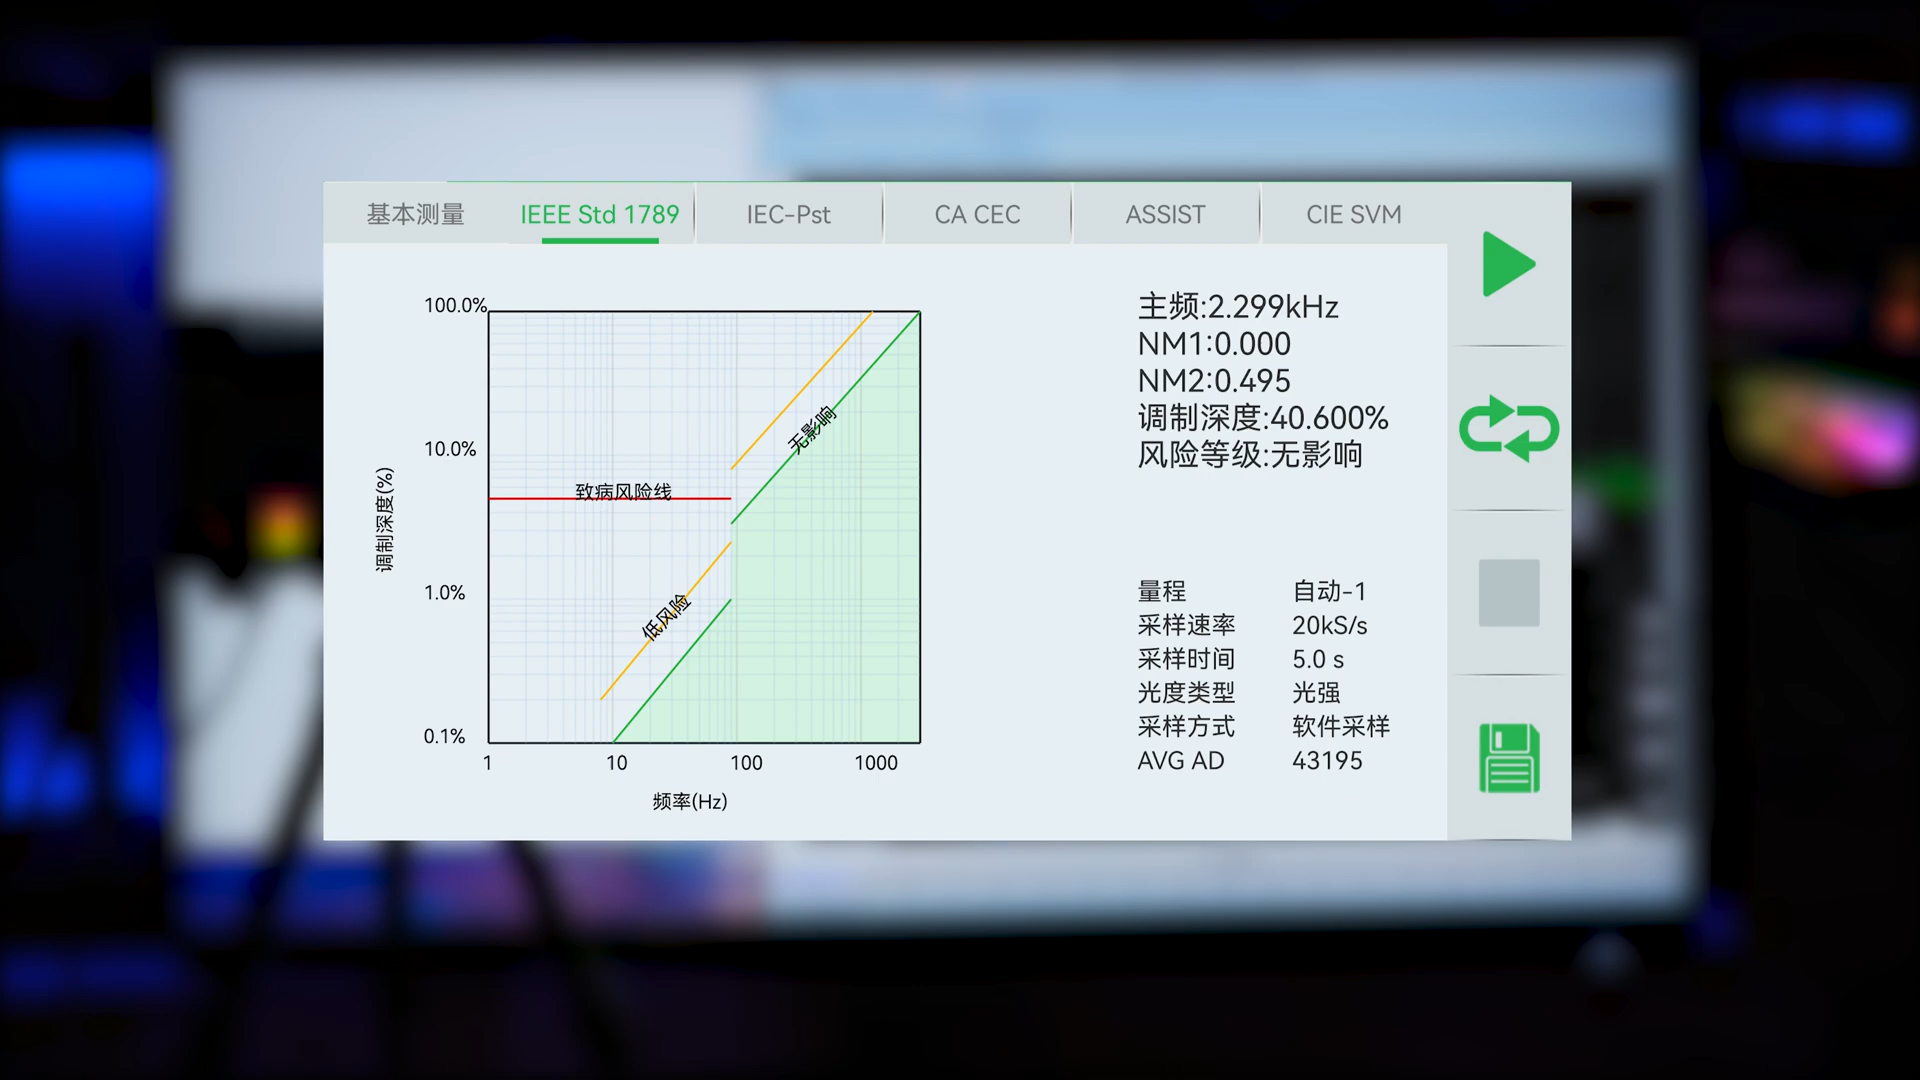 基本测量 IEEE Std 1789 IEC-Pst CA CEC ASSIST CIE SVM
100.0%
10.0%
1.0%
0.1%
调制深度(%)
致病风险线
低风险
无影响
1 10 100 1000
频率(Hz)
主频:2.299kHz
NM1:0.000
NM2:0.495
调制深度:40.600%
风险等级:无影响
量程 自动-1
采样速率 20kS/s
采样时间 5.0 s
光度类型 光强
采样方式 软件采样
AVG AD 43195